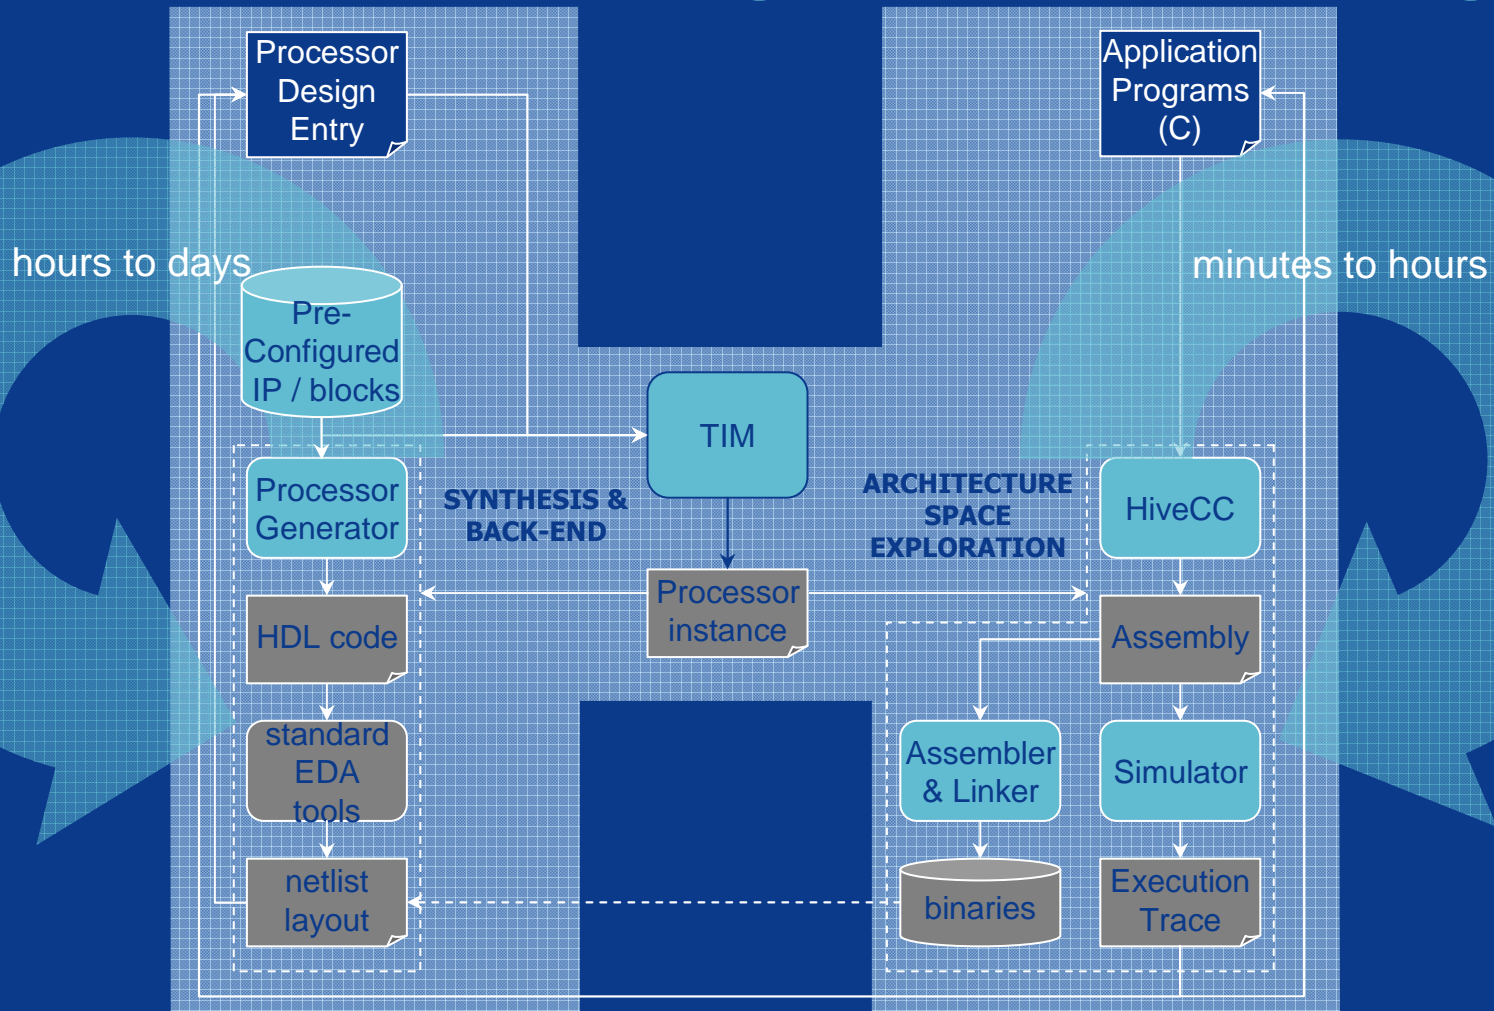 Processor
Design
Entry
Application
Programs
(C)
hours to days
minutes to hours
Pre-
Configured
IP / blocks
TIM
Processor
Generator
SYNTHESIS &
BACK-END
ARCHITECTURE
SPACE
EXPLORATION
HiveCC
Processor
instance
HDL code
Assembly
standard
EDA
tools
Assembler
& Linker
Simulator
netlist
layout
binaries
Execution
Trace